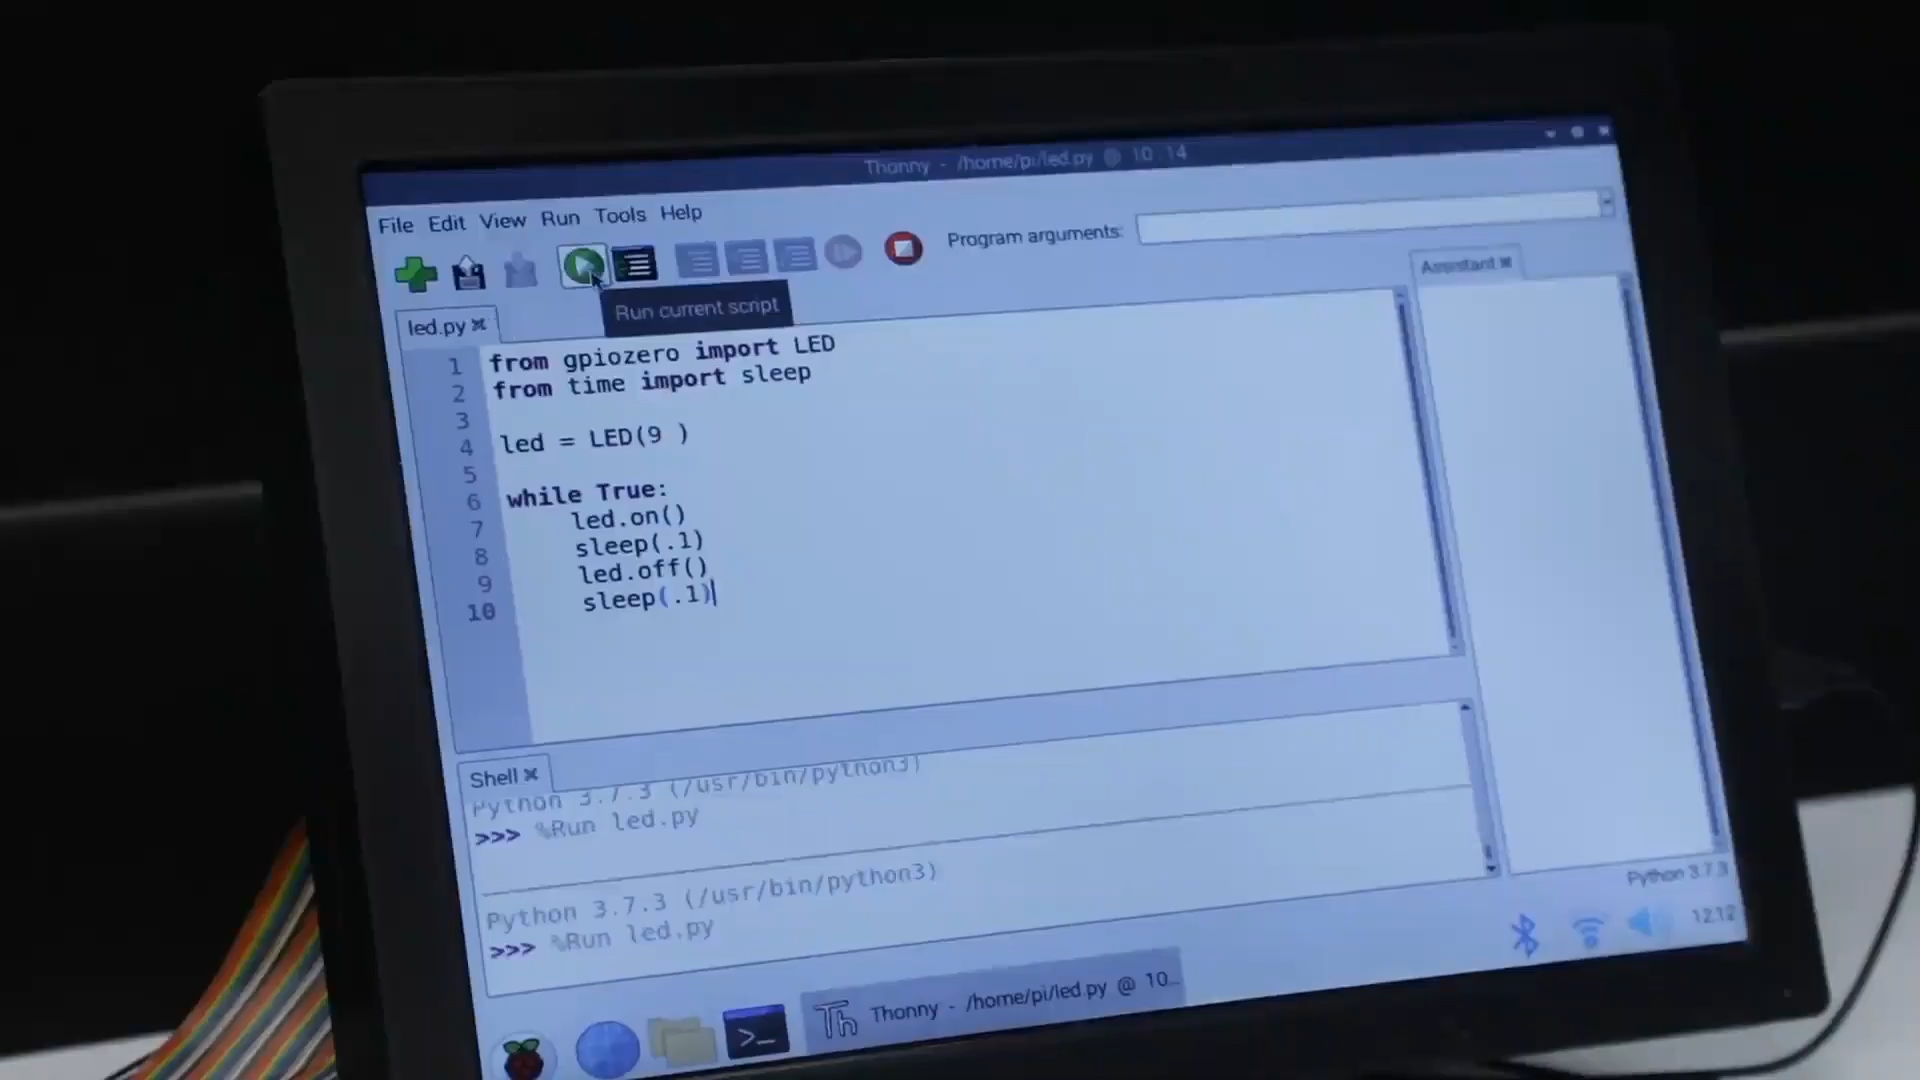 Thonny - /home/pi/led.py @ 10 : 14
File Edit View Run Tools Help
Program arguments:
Run current script
Assistant
led.py
1 from gpiozero import LED
2 from time import sleep
3
4 led = LED(9 )
5
6 while True:
7 led.on()
8 sleep(.1)
9 led.off()
10 sleep(.1)
Shell
Python 3.7.3 (/usr/bin/python3)
>>> %Run led.py
Python 3.7.3 (/usr/bin/python3)
>>> %Run led.py
Python 3.7.3
12:12
>_
Th Thonny - /home/pi/led.py @ 10...